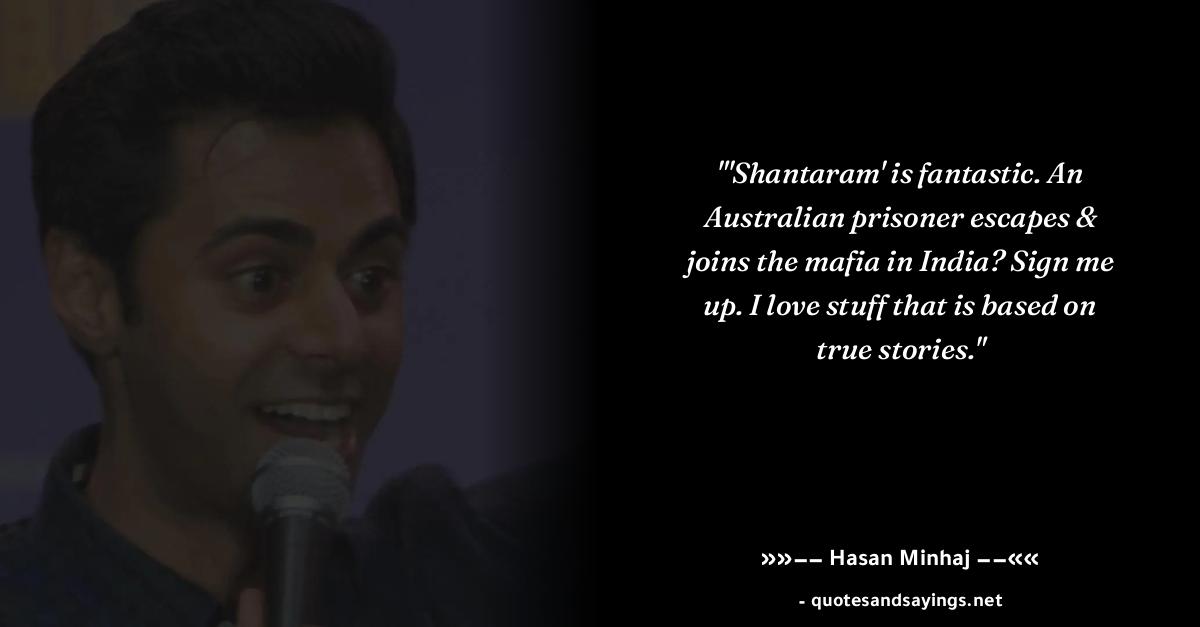 "'Shantaram' is fantastic. An
Australian prisoner escapes &
joins the mafia in India? Sign me
up. I love stuff that is based on
true stories."
»»–– Hasan Minhaj ––««
- quotesandsayings.net